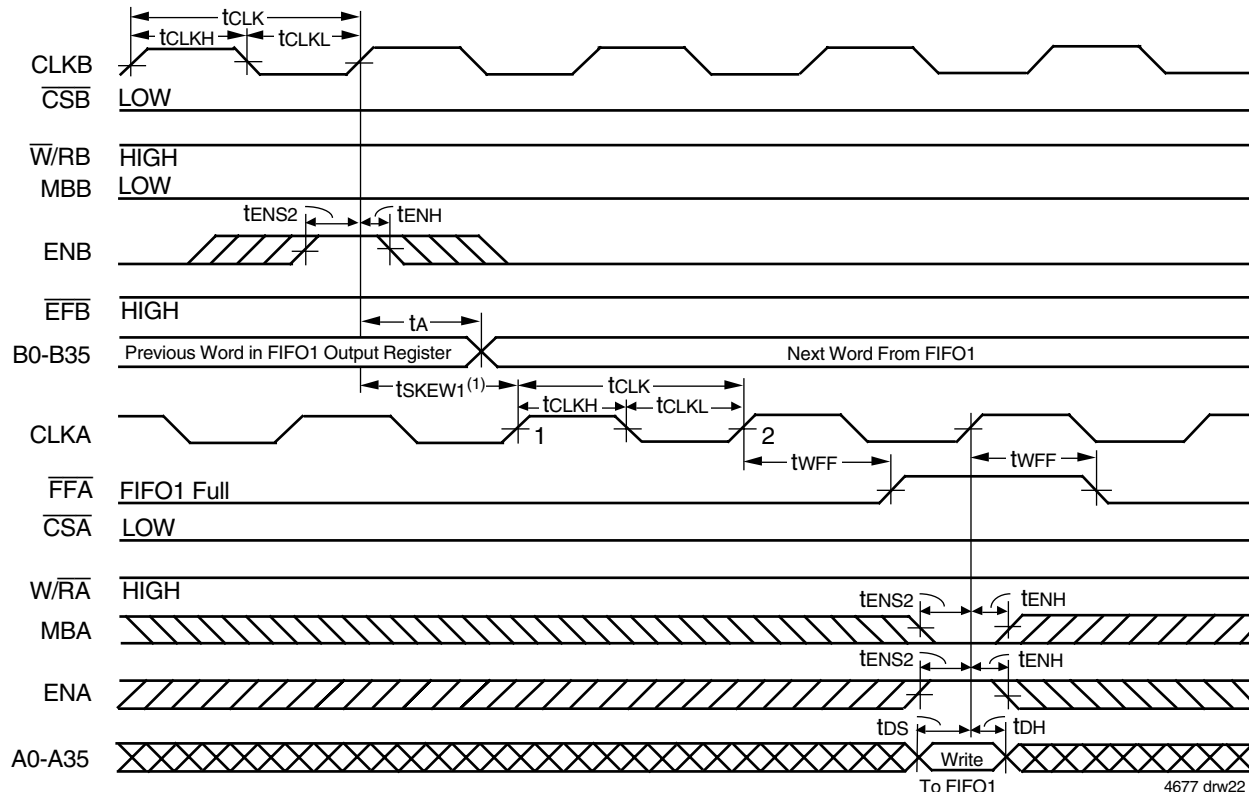 tCLK
tCLKH tCLKL
CLKB
CSB LOW
W/RB HIGH
MBB LOW
tENS2 tENH
ENB
EFB HIGH
tA
B0-B35 Previous Word in FIFO1 Output Register Next Word From FIFO1
tSKEW1(1) tCLK
tCLKH tCLKL
CLKA 1 2
tWFF tWFF
FFA FIFO1 Full
CSA LOW
W/RA HIGH
tENS2 tENH
MBA
tENS2 tENH
ENA
tDS tDH
A0-A35 Write
To FIFO1 4677 drw22